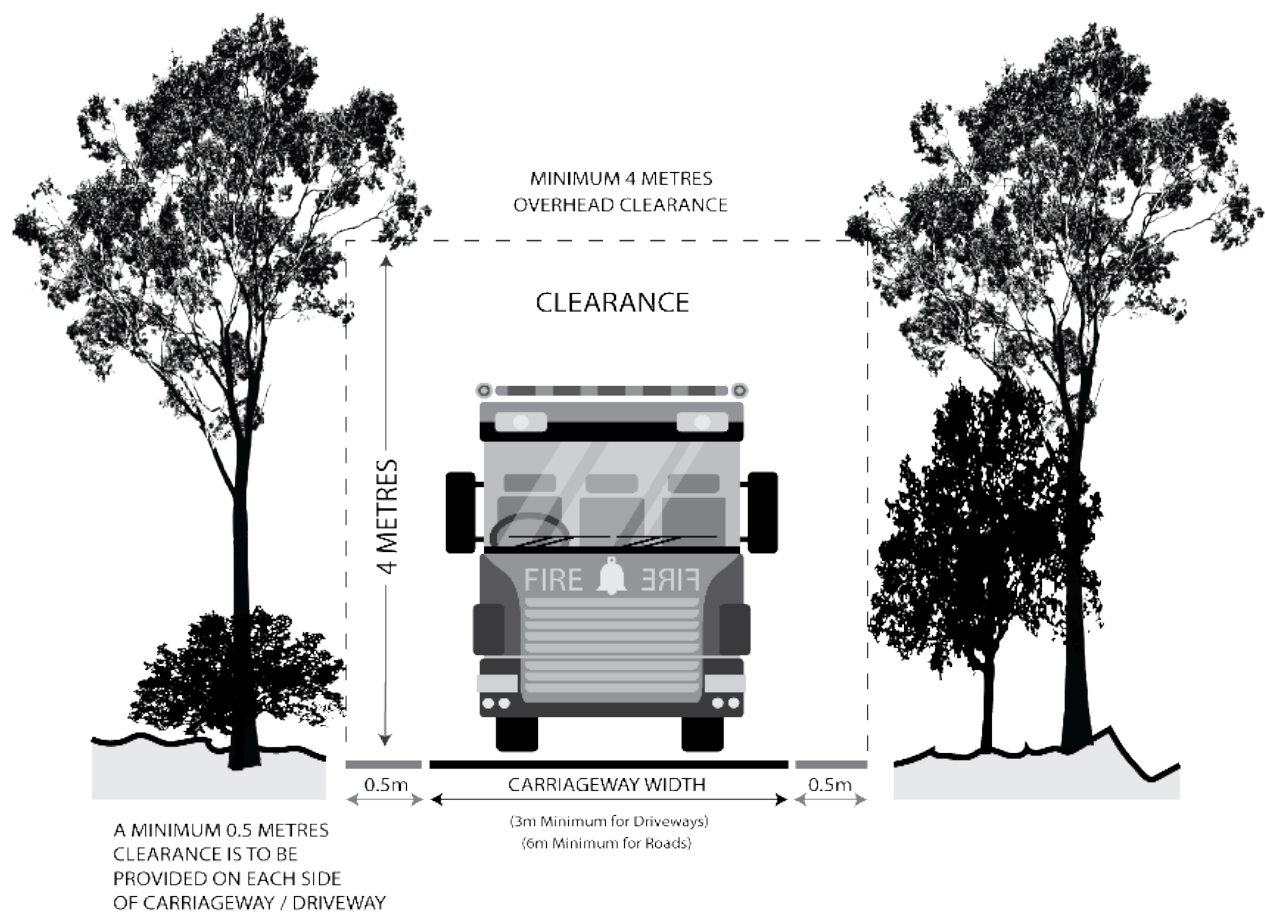 MINIMUM 4 METRES
OVERHEAD CLEARANCE
CLEARANCE
4 METRES
FIRE FIRE
0.5m
CARRIAGEWAY WIDTH
0.5m
(3m Minimum for Driveways)
(6m Minimum for Roads)
A MINIMUM 0.5 METRES
CLEARANCE IS TO BE
PROVIDED ON EACH SIDE
OF CARRIAGEWAY / DRIVEWAY